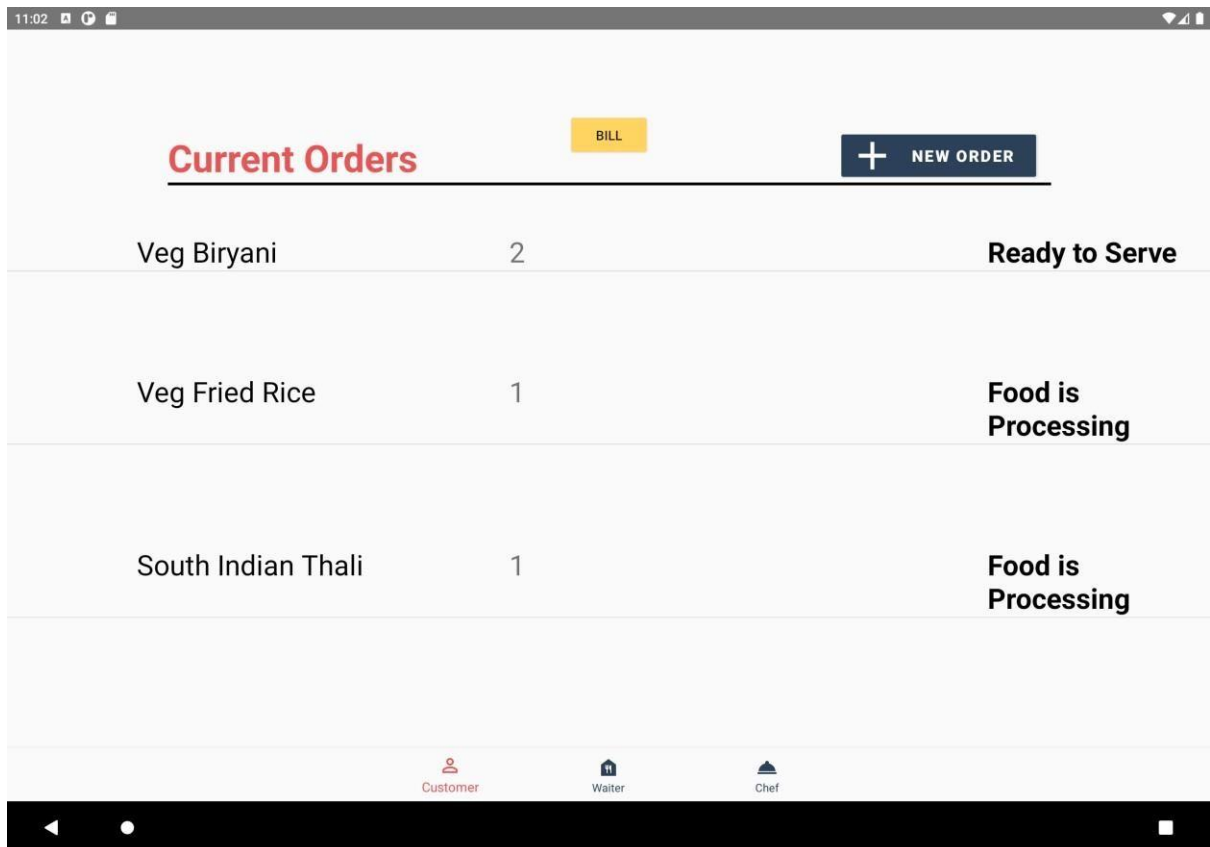 11:02
BILL
Current Orders
NEW ORDER
Veg Biryani 2 Ready to Serve
Veg Fried Rice 1 Food is
Processing
South Indian Thali 1 Food is
Processing
Customer Waiter Chef